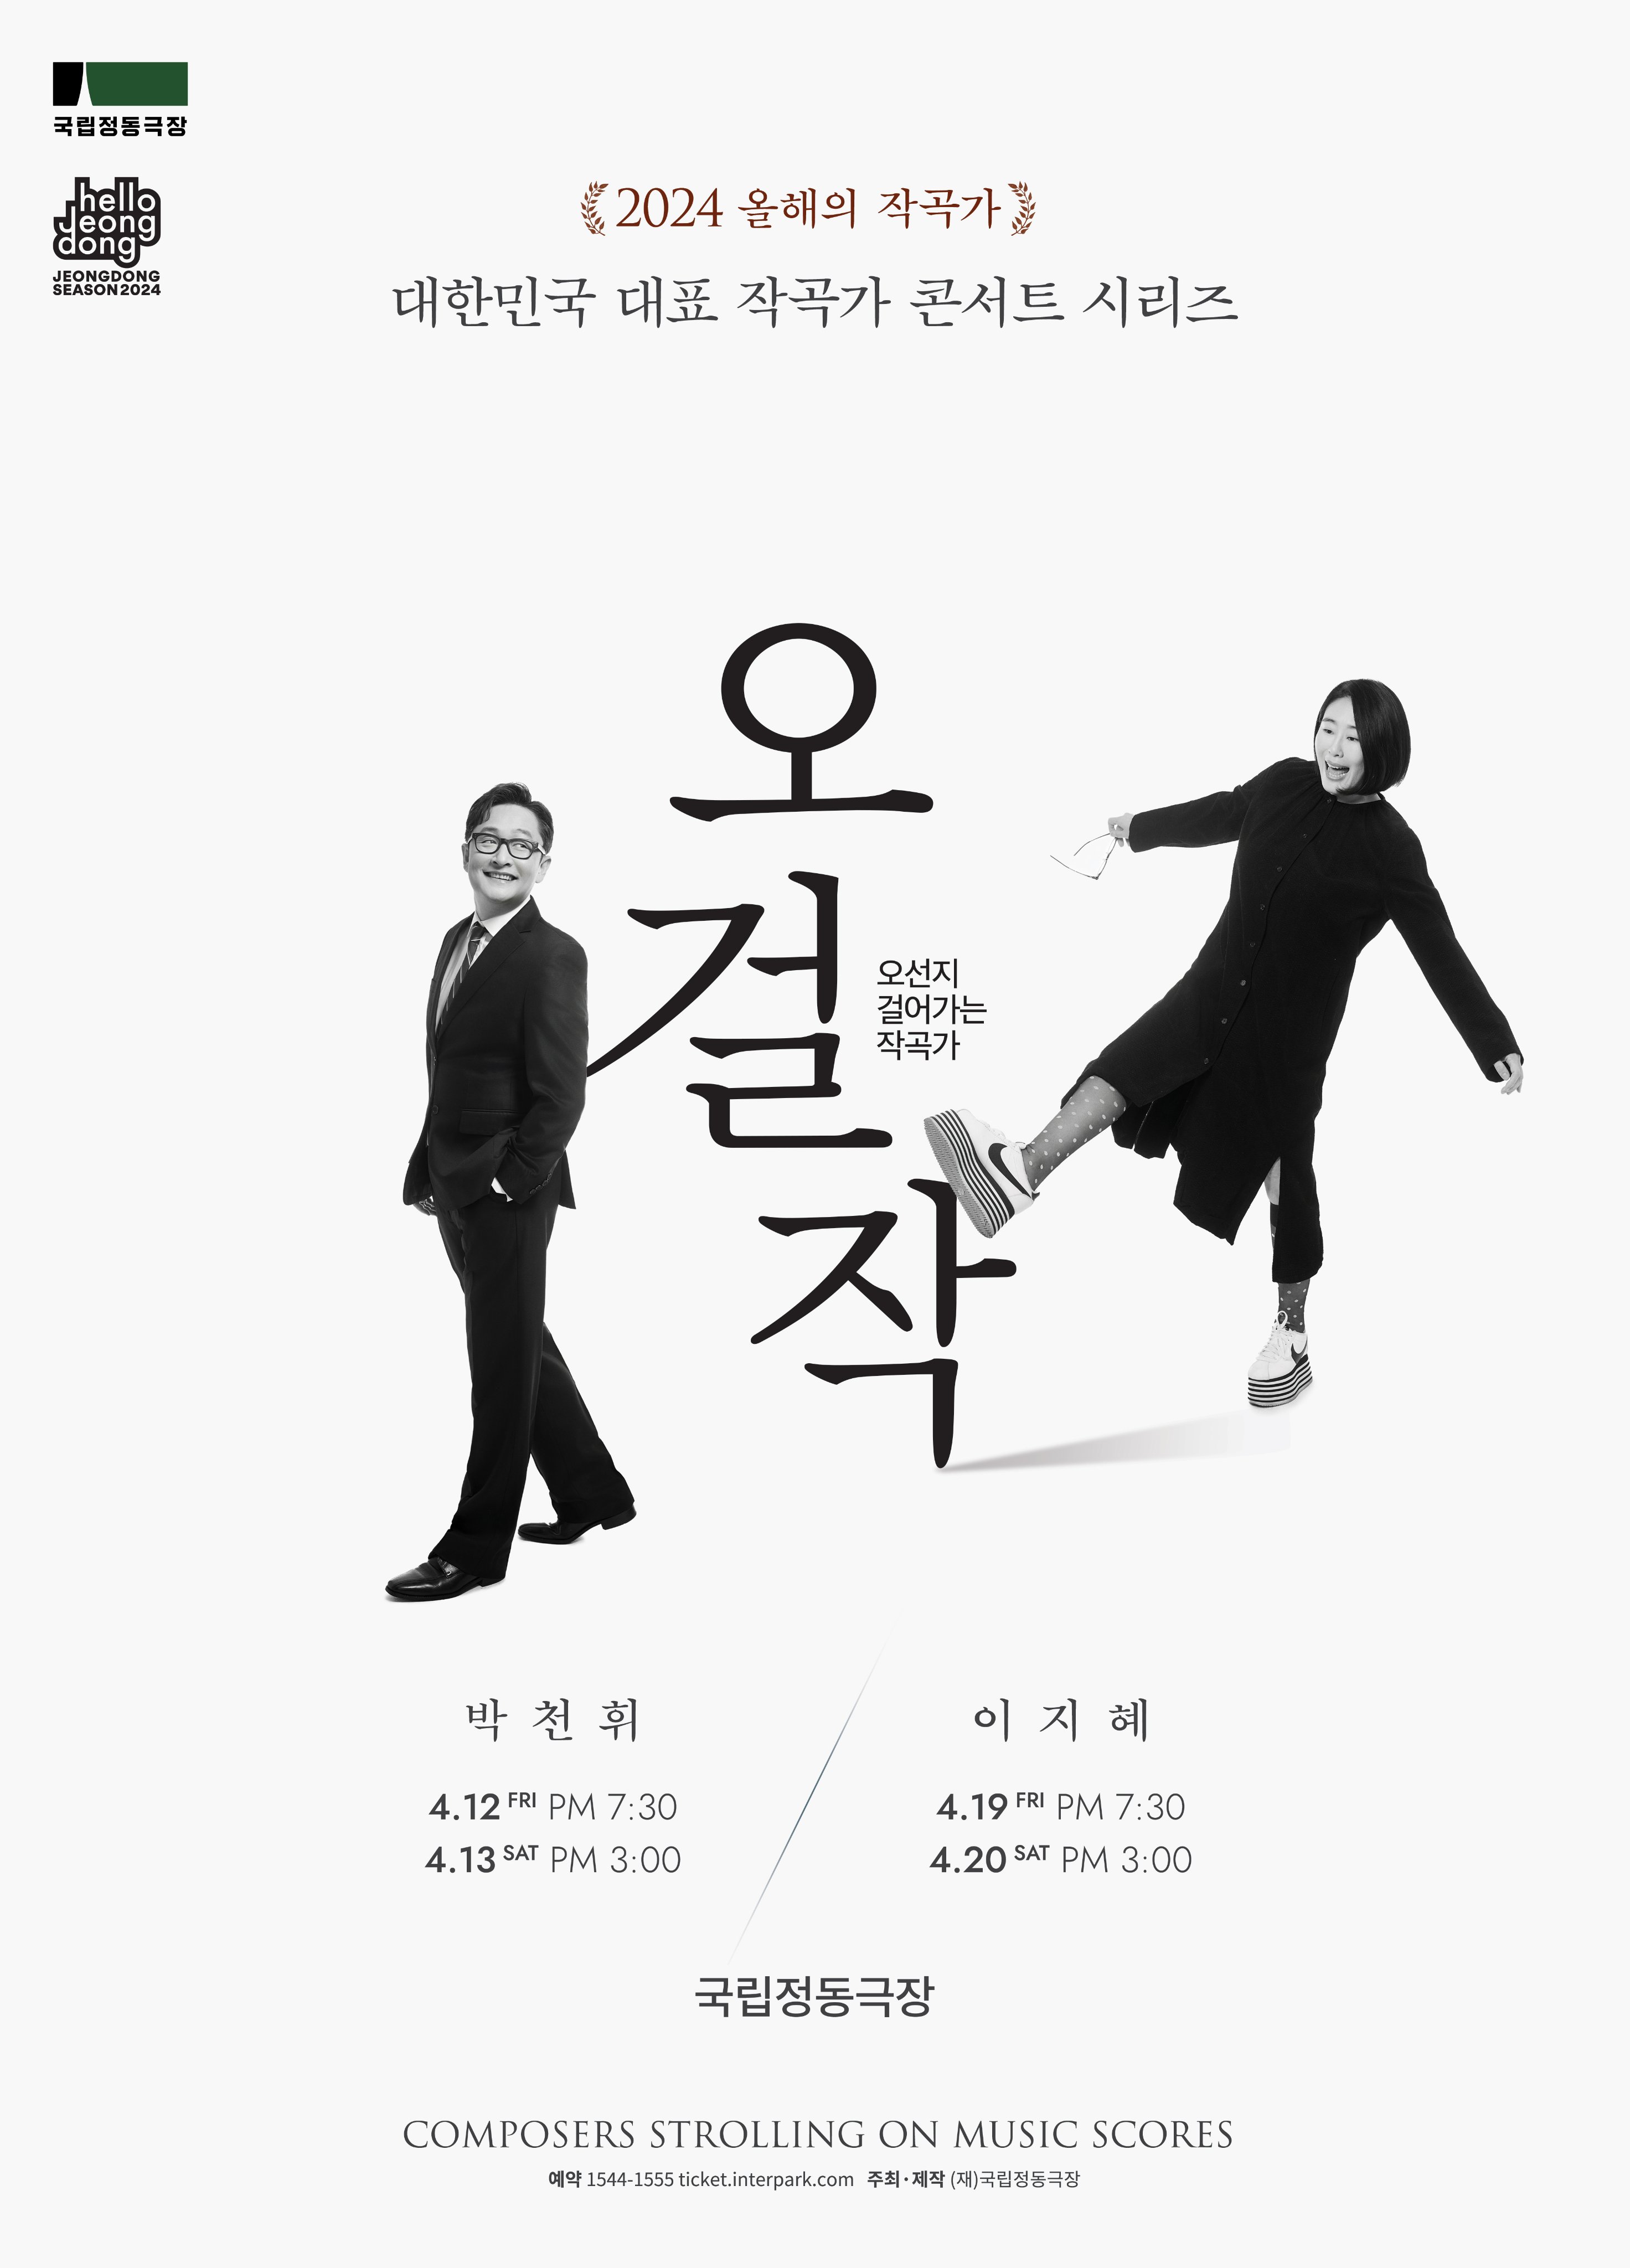 국립정동극장
hello
Jeong
dong
JEONGDONG
SEASON 2024
2024 올해의 작곡가
대한민국 대표 작곡가 콘서트 시리즈
오
걸
작
오선지
걸어가는
작곡가
박천휘
4.12 FRI PM 7:30
4.13 SAT PM 3:00
이지혜
4.19 FRI PM 7:30
4.20 SAT PM 3:00
국립정동극장
COMPOSERS STROLLING ON MUSIC SCORES
예약 1544-1555 ticket.interpark.com 주최·제작 (재)국립정동극장